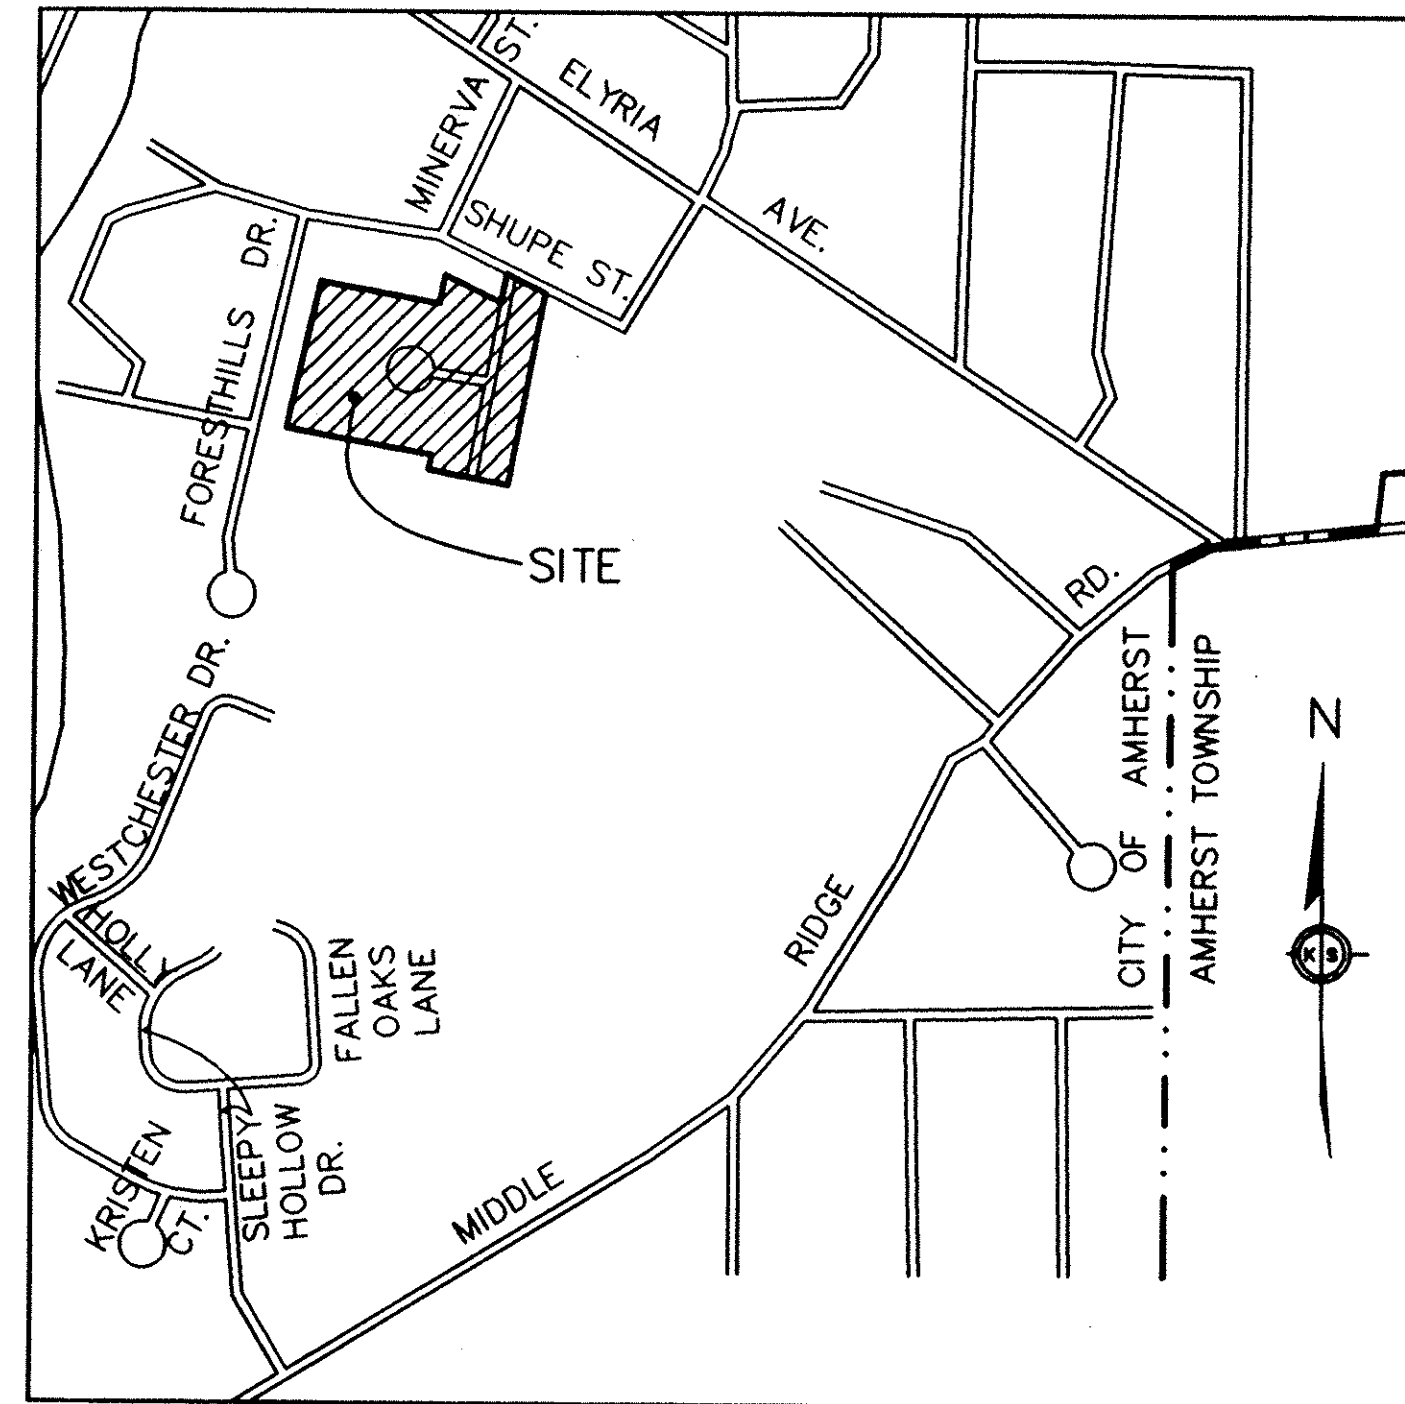 MINERVA ST.
ELYRIA AVE.
SHUPE ST.
FORESTHILLS DR.
SITE
RD.
WESTCHESTER DR.
CITY OF AMHERST
AMHERST TOWNSHIP
N
KS
HOLLY
LANE
RIDGE
FALLEN
OAKS
LANE
KRISTEN
CT.
SLEEPY
HOLLOW
DR.
MIDDLE